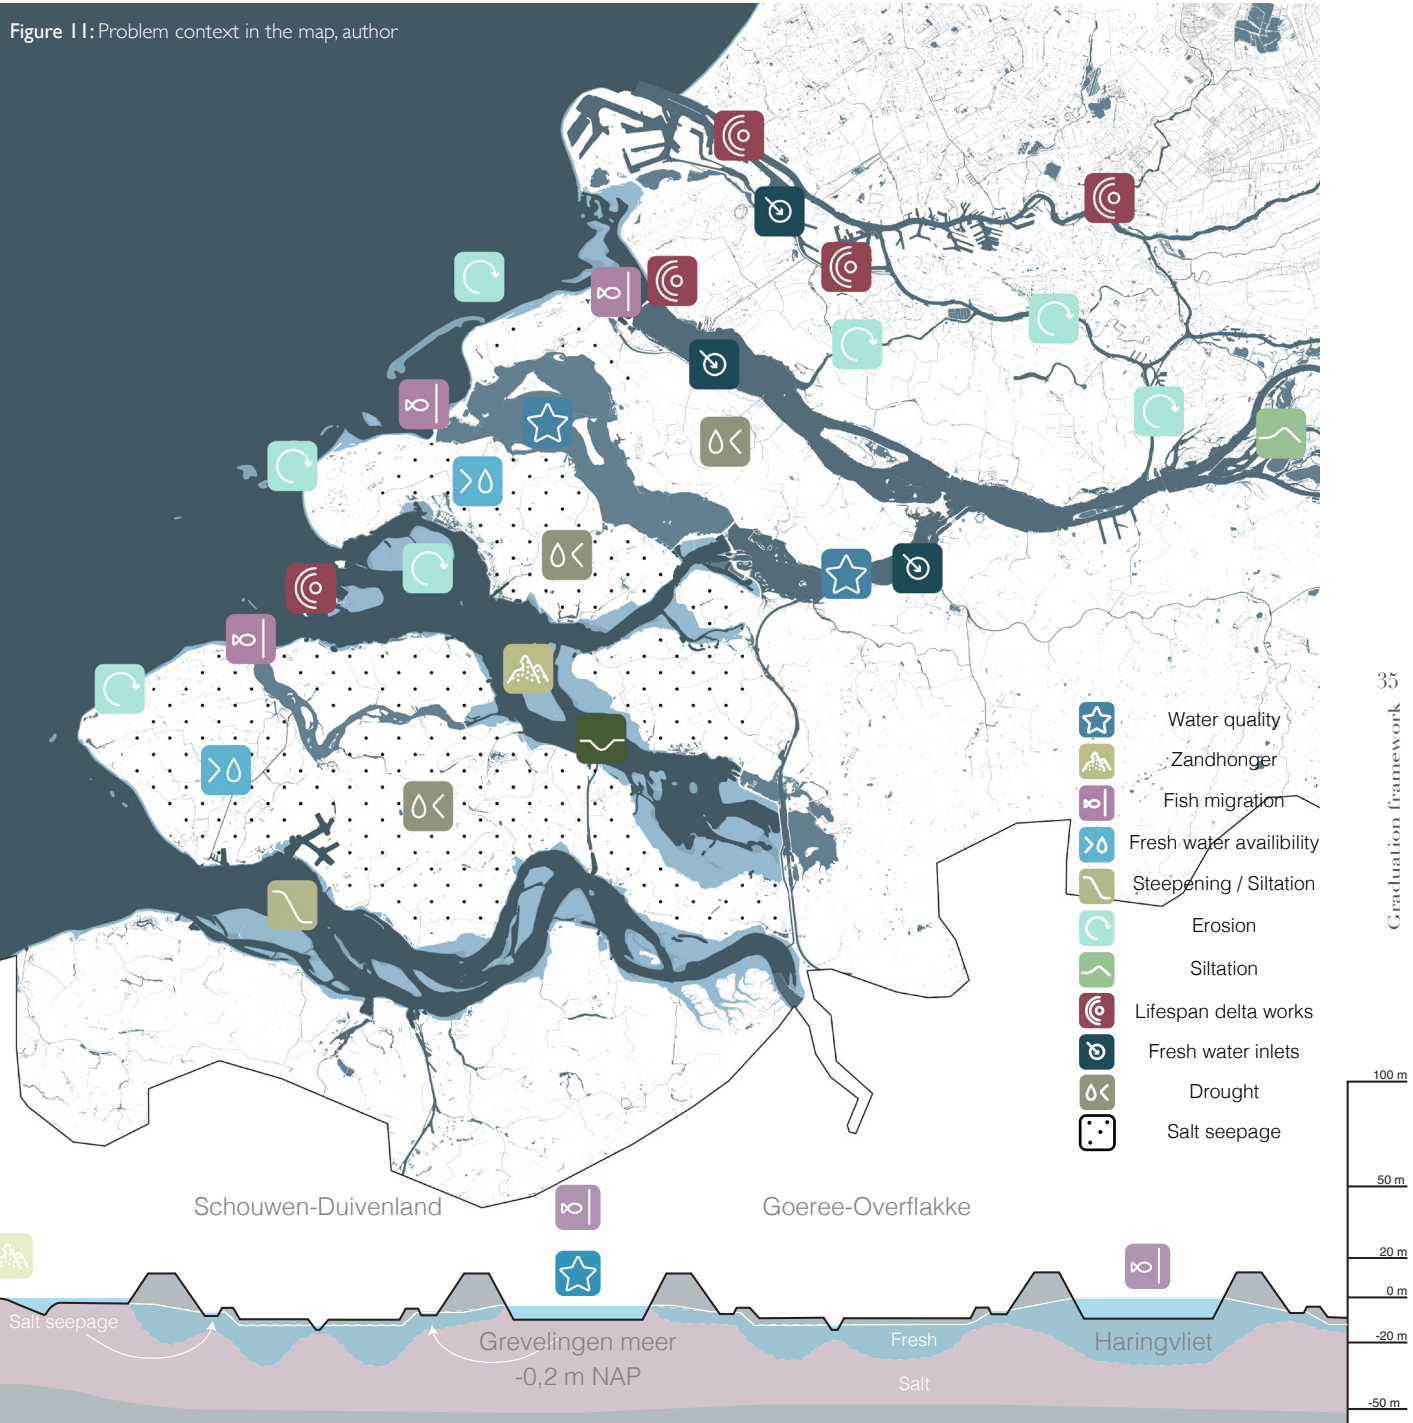 Figure 11: Problem context in the map, author
35
Graduation framework
Water quality
Zandhonger
Fish migration
Fresh water availibility
Steepening / Siltation
Erosion
Siltation
Lifespan delta works
Fresh water inlets
Drought
Salt seepage
100 m
50 m
20 m
0 m
-20 m
-50 m
Schouwen-Duivenland
Goeree-Overflakke
Salt seepage
Grevelingen meer
-0,2 m NAP
Fresh
Salt
Haringvliet